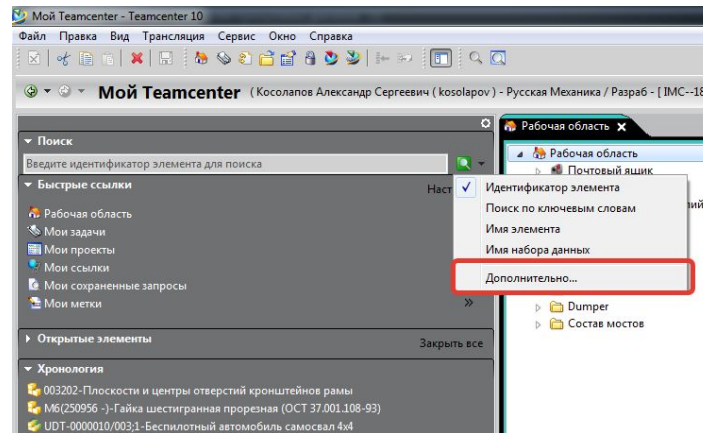 Мой Teamcenter - Teamcenter 10
Файл Правка Вид Трансляция Сервис Окно Справка
Мой Teamcenter ( Косолапов Александр Сергеевич ( kosolapov ) - Русская Механика / Разраб - [ IMC--18
Рабочая область
Поиск
Введите идентификатор элемента для поиска
Быстрые ссылки
Наст
Рабочая область
Мои задачи
Мои проекты
Мои ссылки
Мои сохраненные запросы
Мои метки
Открытые элементы
Закрыть все
Хронология
003202-Плоскости и центры отверстий кронштейнов рамы
М6(250956 -)-Гайка шестигранная прорезная (ОСТ 37.001.108-93)
UDT-0000010/003;1-Беспилотный автомобиль самосвал 4x4
Рабочая область
Почтовый ящик
Идентификатор элемента
Поиск по ключевым словам
Имя элемента
Имя набора данных
Дополнительно...
Dumper
Состав мостов